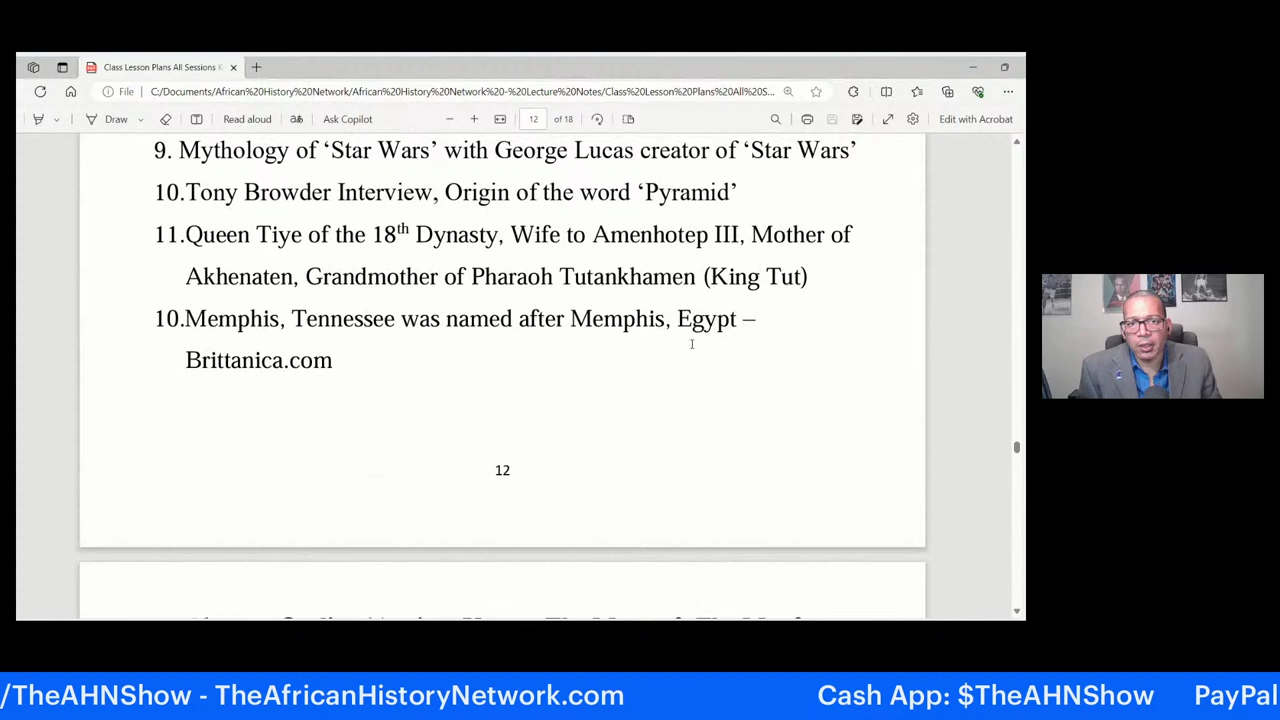 Class Lesson Plans All Sessions K
File C:/Documents/African%20History%20Network/African%20History%20Network%20-%20Lecture%20Notes/Class%20Lesson%20Plans%20All%20S...
Draw Read aloud Ask Copilot 12 of 18 Edit with Acrobat
9. Mythology of ‘Star Wars’ with George Lucas creator of ‘Star Wars’
10.Tony Browder Interview, Origin of the word ‘Pyramid’
11.Queen Tiye of the 18th Dynasty, Wife to Amenhotep III, Mother of
Akhenaten, Grandmother of Pharaoh Tutankhamen (King Tut)
10.Memphis, Tennessee was named after Memphis, Egypt –
Brittanica.com
12
/TheAHNShow - TheAfricanHistoryNetwork.com Cash App: $TheAHNShow PayPal